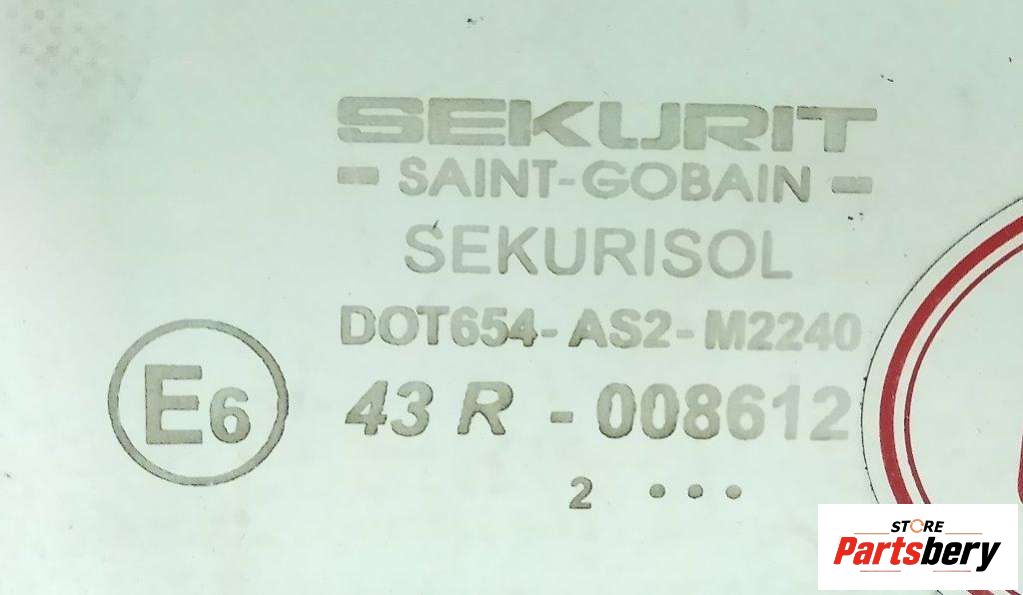 SEKURIT
- SAINT-GOBAIN -
SEKURISOL
DOT654-AS2-M2240
E6
43 R - 008612
2 •••
STORE
Partsbery